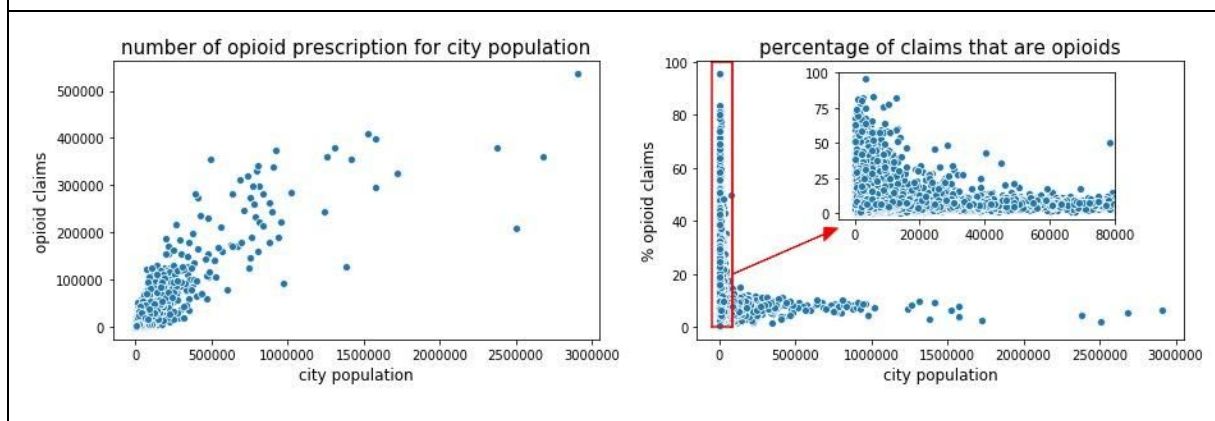 number of opioid prescription for city population
opioid claims
500000
400000
300000
200000
100000
0
0 500000 1000000 1500000 2000000 2500000 3000000
city population
percentage of claims that are opioids
% opioid claims
100
80
60
40
20
0
100
75
50
25
0
0 20000 40000 60000 80000
0 500000 1000000 1500000 2000000 2500000 3000000
city population